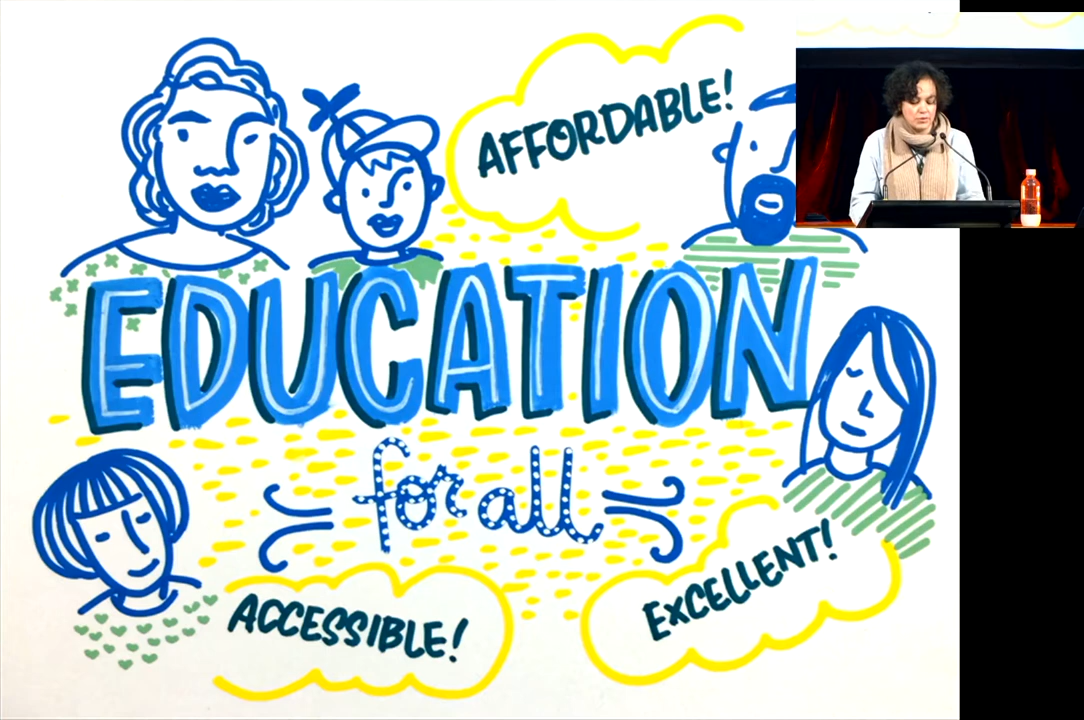 AFFORDABLE!
EDUCATION
for all
ACCESSIBLE!
EXCELLENT!